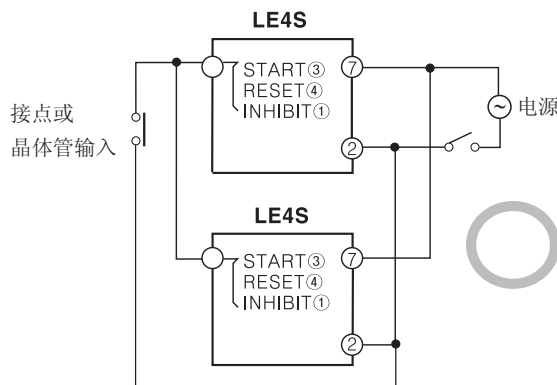 LE4S
START③
RESET④
INHIBIT①
⑦
②
接点或
晶体管输入
电源
LE4S
START③
RESET④
INHIBIT①
⑦
②